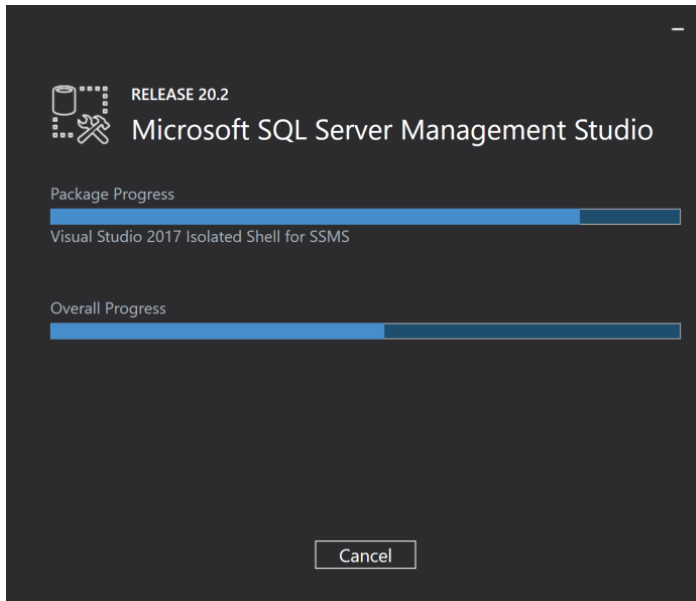 RELEASE 20.2
Microsoft SQL Server Management Studio
Package Progress
Visual Studio 2017 Isolated Shell for SSMS
Overall Progress
Cancel